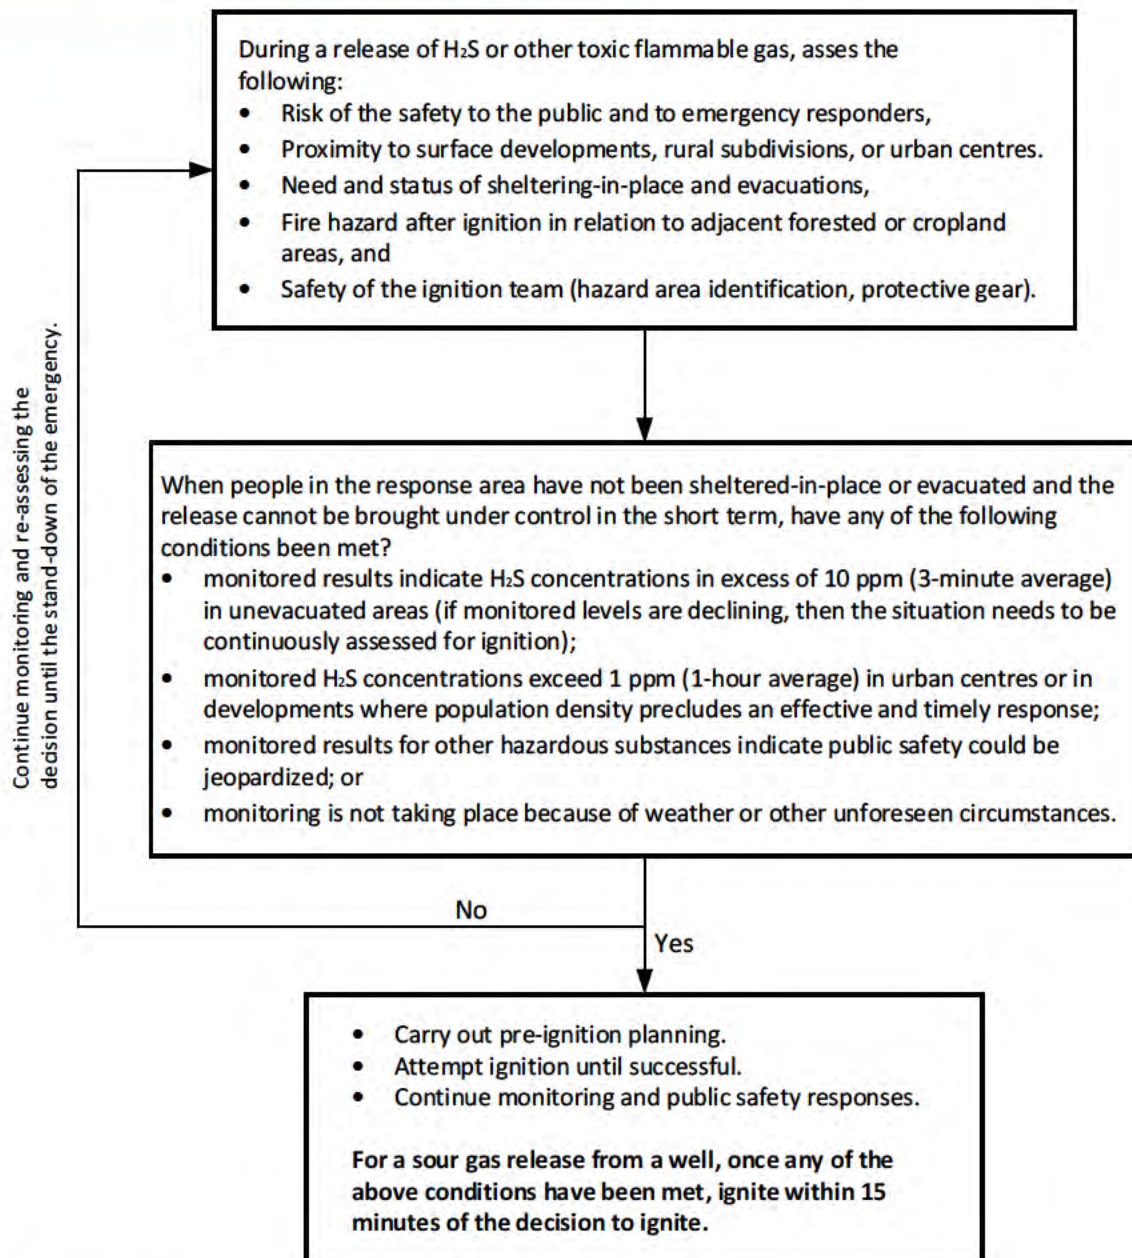 During a release of H₂S or other toxic flammable gas, asses the
following:
• Risk of the safety to the public and to emergency responders,
• Proximity to surface developments, rural subdivisions, or urban centres.
• Need and status of sheltering-in-place and evacuations,
• Fire hazard after ignition in relation to adjacent forested or cropland
areas, and
• Safety of the ignition team (hazard area identification, protective gear).
Continue monitoring and re-assessing the
decision until the stand-down of the emergency.
When people in the response area have not been sheltered-in-place or evacuated and the
release cannot be brought under control in the short term, have any of the following
conditions been met?
• monitored results indicate H₂S concentrations in excess of 10 ppm (3-minute average)
in unevacuated areas (if monitored levels are declining, then the situation needs to be
continuously assessed for ignition);
• monitored H₂S concentrations exceed 1 ppm (1-hour average) in urban centres or in
developments where population density precludes an effective and timely response;
• monitored results for other hazardous substances indicate public safety could be
jeopardized; or
• monitoring is not taking place because of weather or other unforeseen circumstances.
No
Yes
• Carry out pre-ignition planning.
• Attempt ignition until successful.
• Continue monitoring and public safety responses.
For a sour gas release from a well, once any of the
above conditions have been met, ignite within 15
minutes of the decision to ignite.